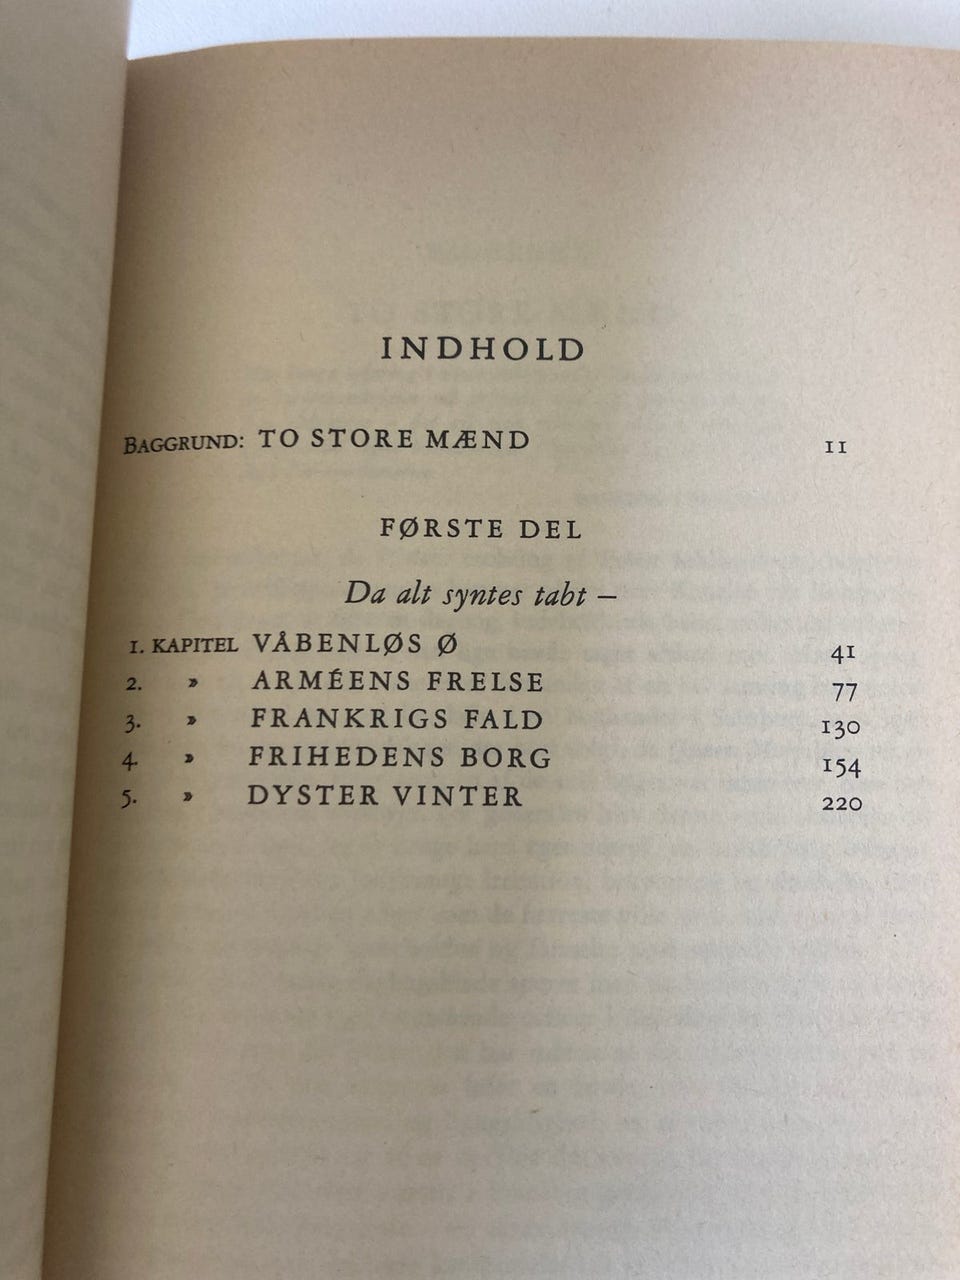 INDHOLD
BAGGRUND: TO STORE MÆND 11
FØRSTE DEL
Da alt syntes tabt –
1. KAPITEL VÅBENLØS Ø 41
2. » ARMÉENS FRELSE 77
3. » FRANKRIGS FALD 130
4. » FRIHEDENS BORG 154
5. » DYSTER VINTER 220